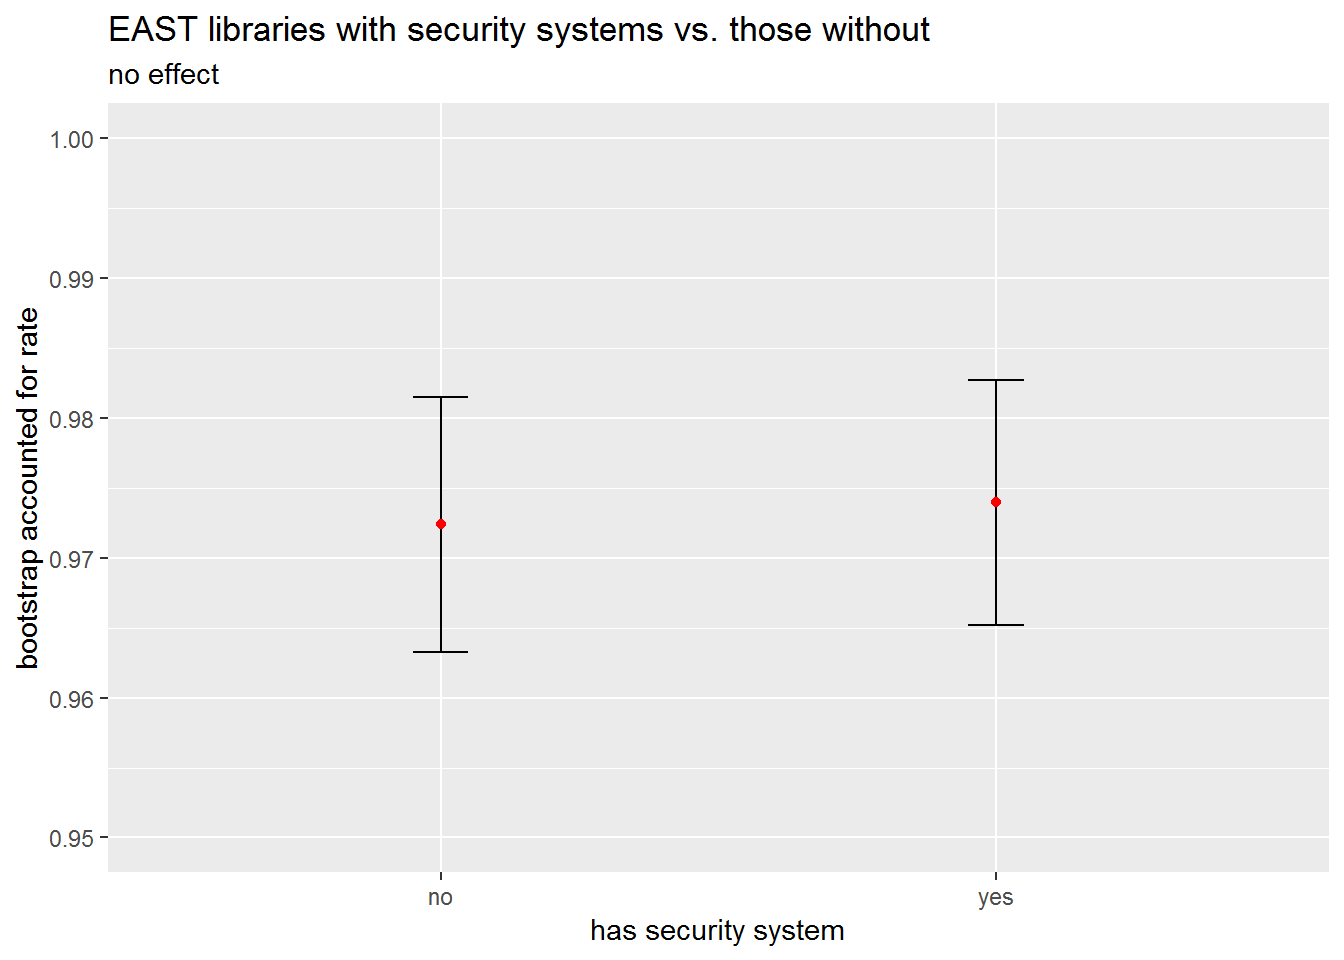 EAST libraries with security systems vs. those without
no effect
bootstrap accounted for rate
1.00
0.99
0.98
0.97
0.96
0.95
no
yes
has security system